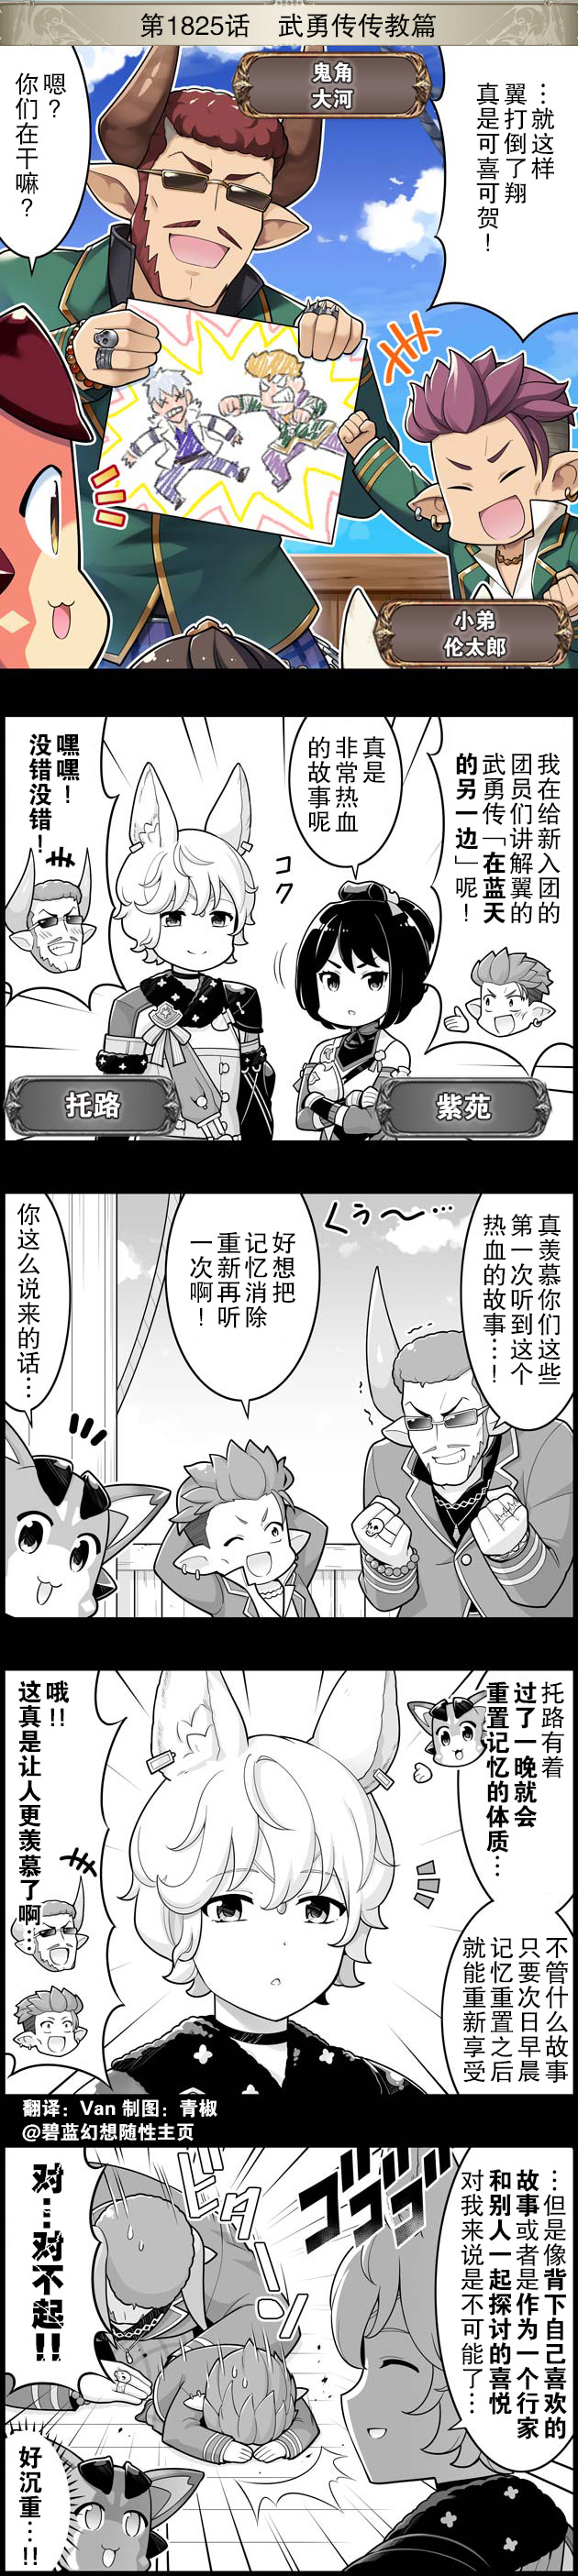 第1825话　武勇传传教篇
鬼角
大河
…就这样
翼打倒了翔
真是可喜可贺！
嗯？
你们在干嘛？
小弟
伦太郎
我在给新入团的
团员们讲解翼的
武勇传「在蓝天
的另一边」呢！
真是
非常热血
的故事呢
コク
嘿嘿！
没错没错！
托路
紫苑
真羡慕你们这些
第一次听到这个
热血的故事…！
くぅ〜…
好想把
记忆消除
重新再听
一次啊！
你这么说来的话…
托路有着
过了一晚就会
重置记忆的体质…
不管什么故事
只要次日早晨
记忆重置之后
就能重新享受
哦!!
这真是让人更羡慕了啊…
翻译：Van 制图：青椒
@碧蓝幻想随性主页
…但是像背下自己喜欢的
故事或者是作为一个行家
和别人一起探讨的喜悦
对我来说是不可能了…
ゴゴゴ
ビターン
对…对不起!!
好沉重…!!